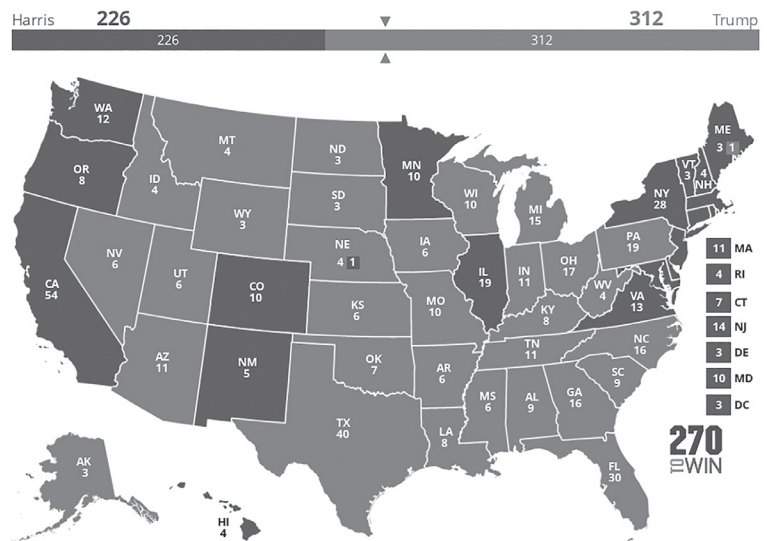 Harris 226 312 Trump
226 312
WA
12
OR
8
CA
54
NV
6
ID
4
MT
4
WY
3
UT
6
AZ
11
CO
10
NM
5
ND
3
SD
3
NE
4 1
KS
6
OK
7
TX
40
MN
10
IA
6
MO
10
AR
6
LA
8
WI
10
IL
19
MI
15
IN
11
OH
17
KY
8
TN
11
MS
6
AL
9
GA
16
FL
30
SC
9
NC
16
VA
13
WV
4
PA
19
NY
28
VT
3
4
NH
ME
3 1
11 MA
4 RI
7 CT
14 NJ
3 DE
10 MD
3 DC
AK
3
HI
4
270
TO WIN